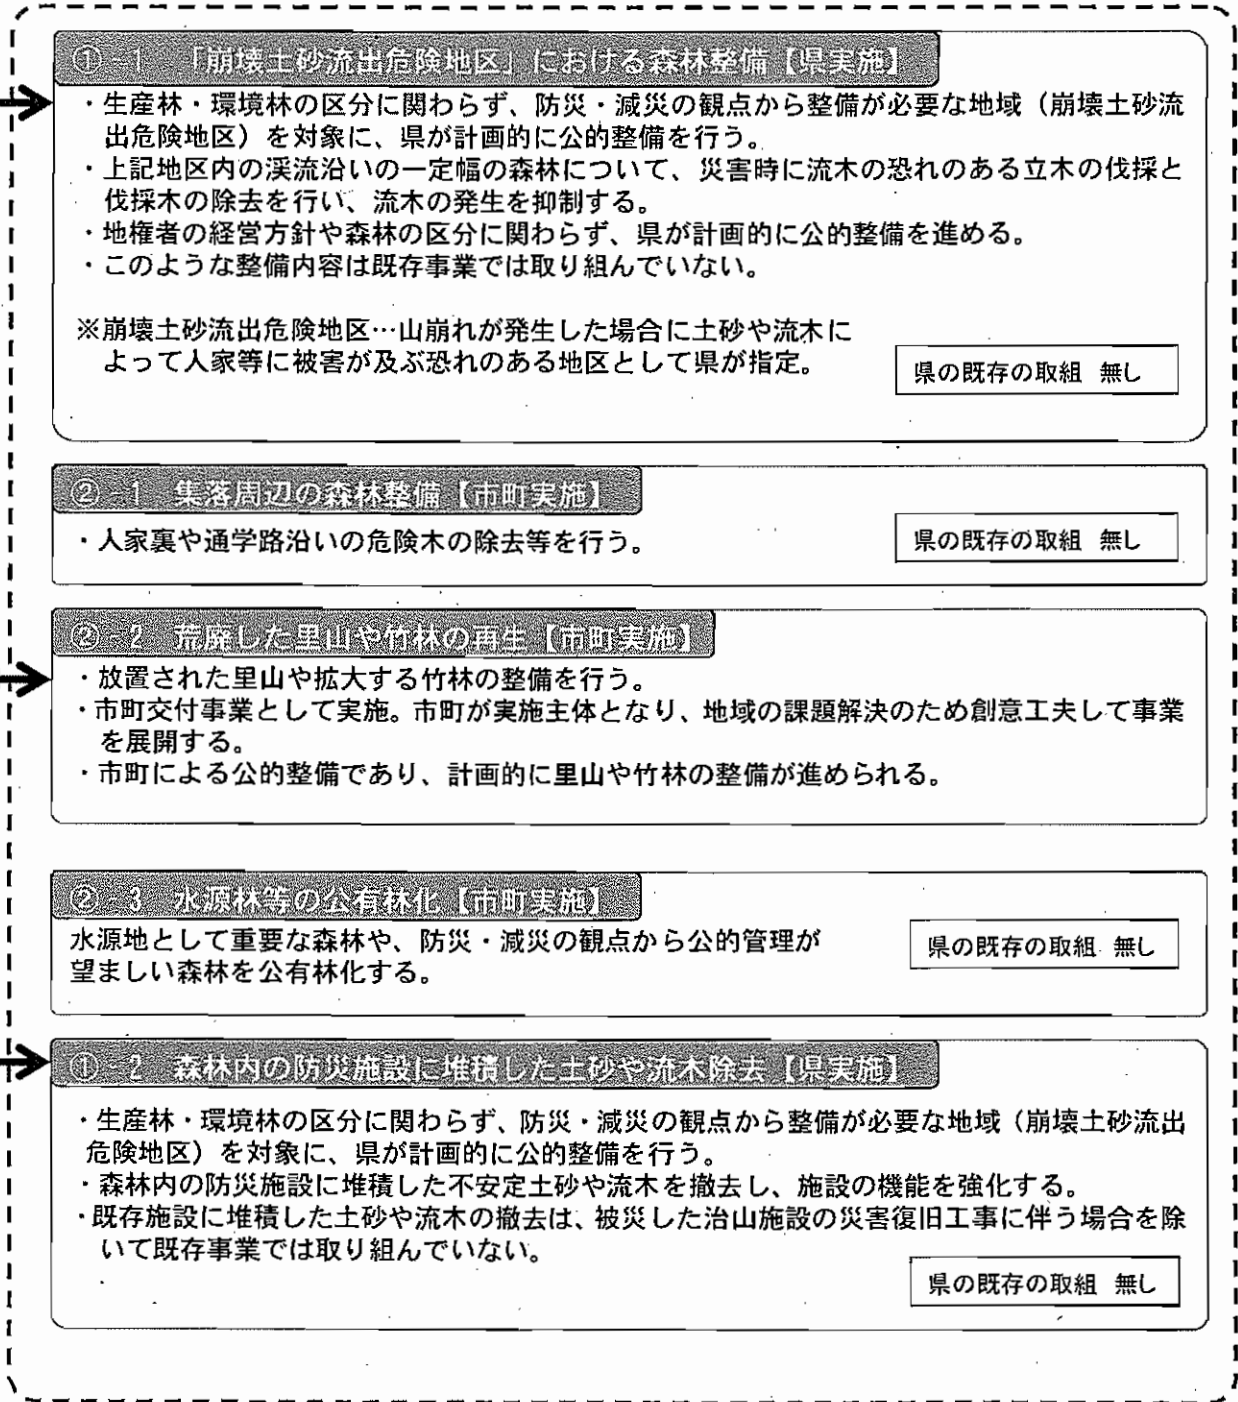 ①-1 「崩壊土砂流出危険地区」における森林整備【県実施】
・生産林・環境林の区分に関わらず、防災・減災の観点から整備が必要な地域（崩壊土砂流
出危険地区）を対象に、県が計画的に公的整備を行う。
・上記地区内の渓流沿いの一定幅の森林について、災害時に流木の恐れのある立木の伐採と
伐採木の除去を行い、流木の発生を抑制する。
・地権者の経営方針や森林の区分に関わらず、県が計画的に公的整備を進める。
・このような整備内容は既存事業では取り組んでいない。
※崩壊土砂流出危険地区…山崩れが発生した場合に土砂や流木に
よって人家等に被害が及ぶ恐れのある地区として県が指定。
県の既存の取組 無し
②-1 集落周辺の森林整備【市町実施】
・人家裏や通学路沿いの危険木の除去等を行う。
県の既存の取組 無し
②-2 荒廃した里山や竹林の再生【市町実施】
・放置された里山や拡大する竹林の整備を行う。
・市町交付事業として実施。市町が実施主体となり、地域の課題解決のため創意工夫して事業
を展開する。
・市町による公的整備であり、計画的に里山や竹林の整備が進められる。
②-3 水源林等の公有林化【市町実施】
水源地として重要な森林や、防災・減災の観点から公的管理が
望ましい森林を公有林化する。
県の既存の取組 無し
①-2 森林内の防災施設に堆積した土砂や流木除去【県実施】
・生産林・環境林の区分に関わらず、防災・減災の観点から整備が必要な地域（崩壊土砂流出
危険地区）を対象に、県が計画的に公的整備を行う。
・森林内の防災施設に堆積した不安定土砂や流木を撤去し、施設の機能を強化する。
・既存施設に堆積した土砂や流木の撤去は、被災した治山施設の災害復旧工事に伴う場合を除
いて既存事業では取り組んでいない。
県の既存の取組 無し